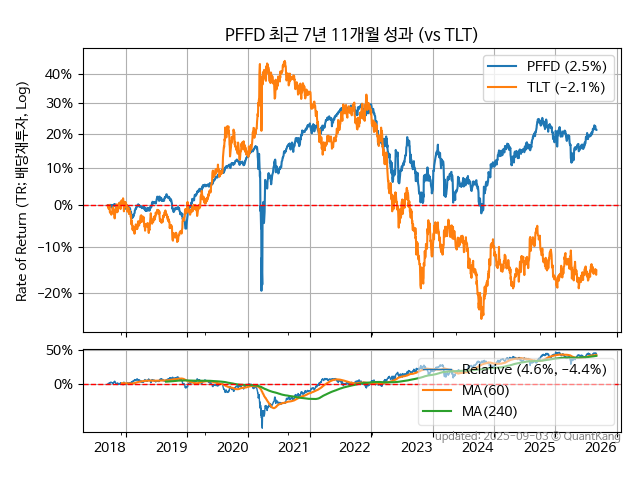 PFFD 최근 7년 11개월 성과 (vs TLT)
Rate of Return (TR: 배당재투자, Log)
40%
30%
20%
10%
0%
−10%
−20%
PFFD (2.5%)
TLT (−2.1%)
50%
0%
Relative (4.6%, −4.4%)
MA(60)
MA(240)
updated: 2025-09-03 © QuantKang
2018 2019 2020 2021 2022 2023 2024 2025 2026